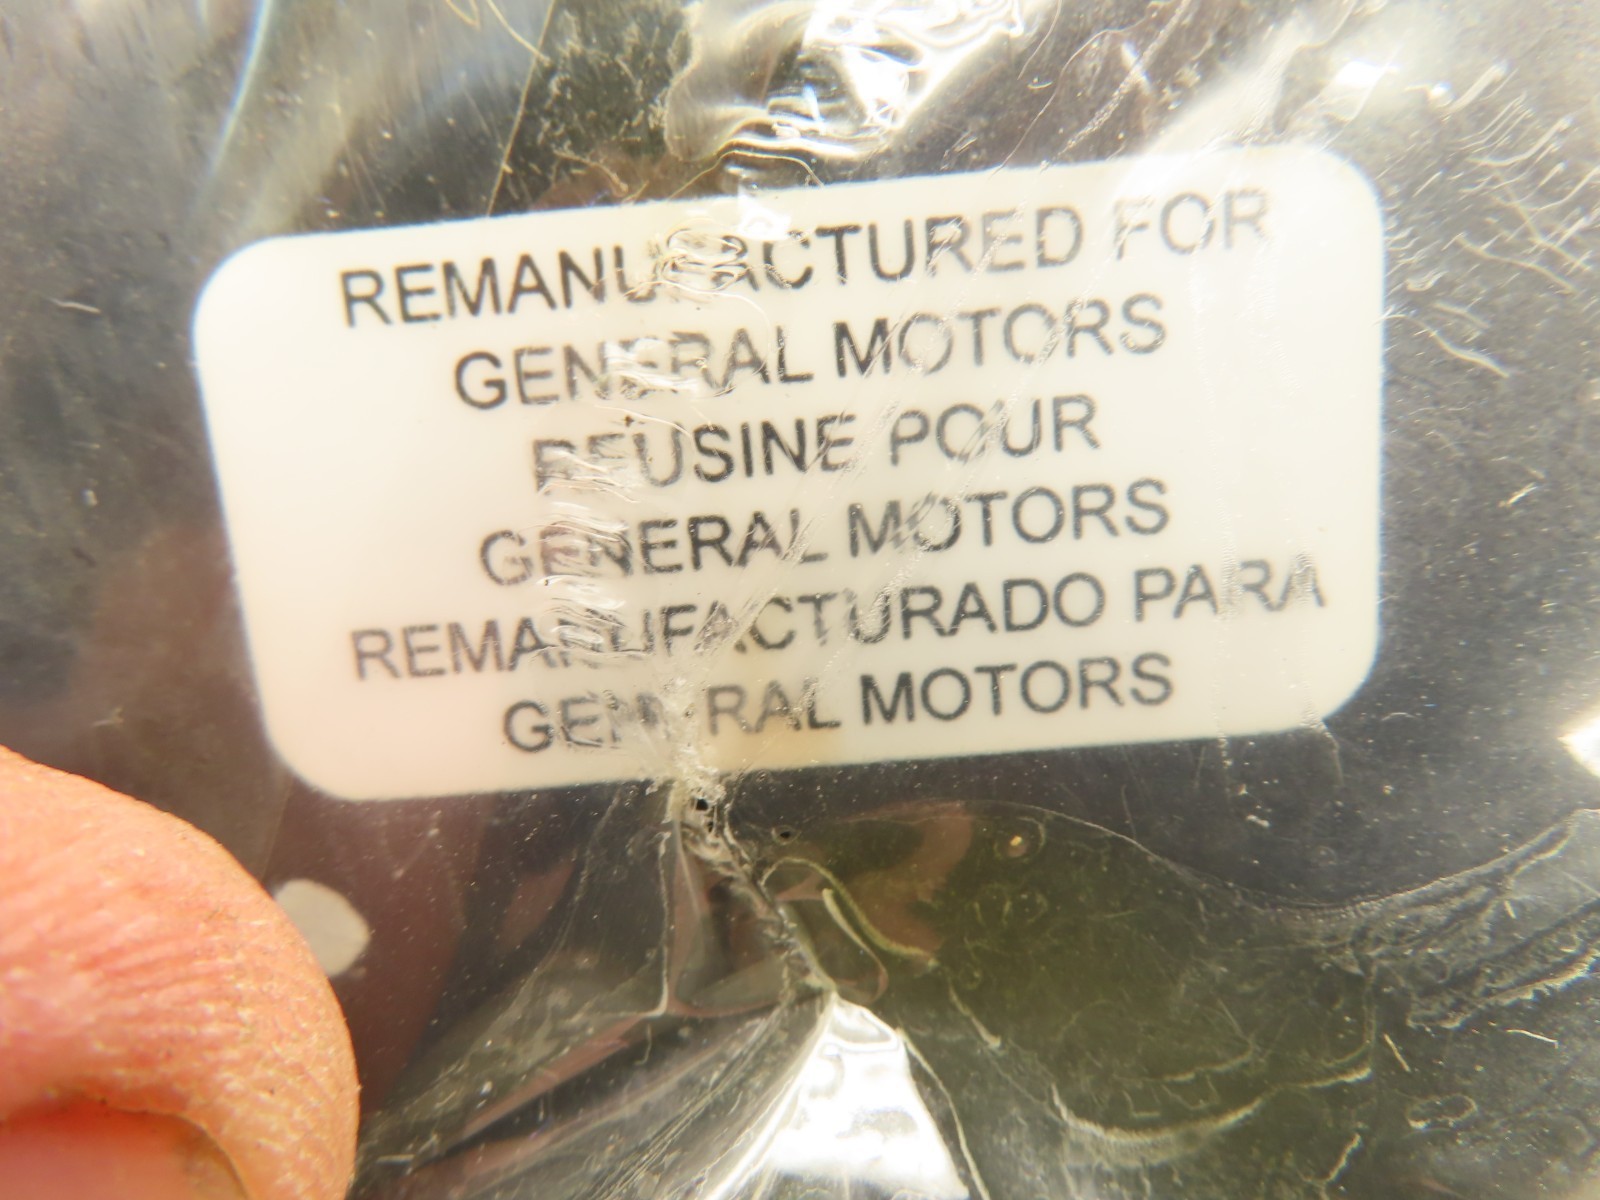 REMANUFACTURED FOR
GENERAL MOTORS
REUSINE POUR
GENERAL MOTORS
REMANUFACTURADO PARA
GENERAL MOTORS